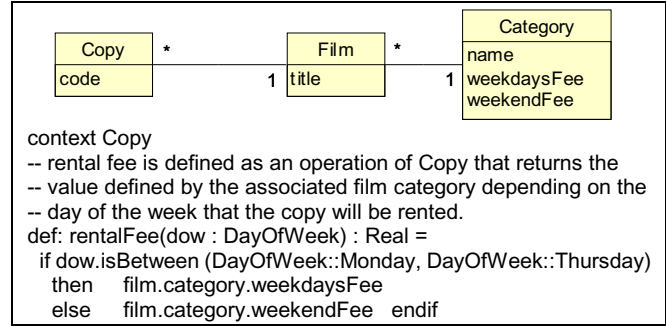 Category
Copy * Film * name
code 1 title 1 weekdaysFee
weekendFee
context Copy
-- rental fee is defined as an operation of Copy that returns the
-- value defined by the associated film category depending on the
-- day of the week that the copy will be rented.
def: rentalFee(dow : DayOfWeek) : Real =
if dow.isBetween (DayOfWeek::Monday, DayOfWeek::Thursday)
then film.category.weekdaysFee
else film.category.weekendFee endif